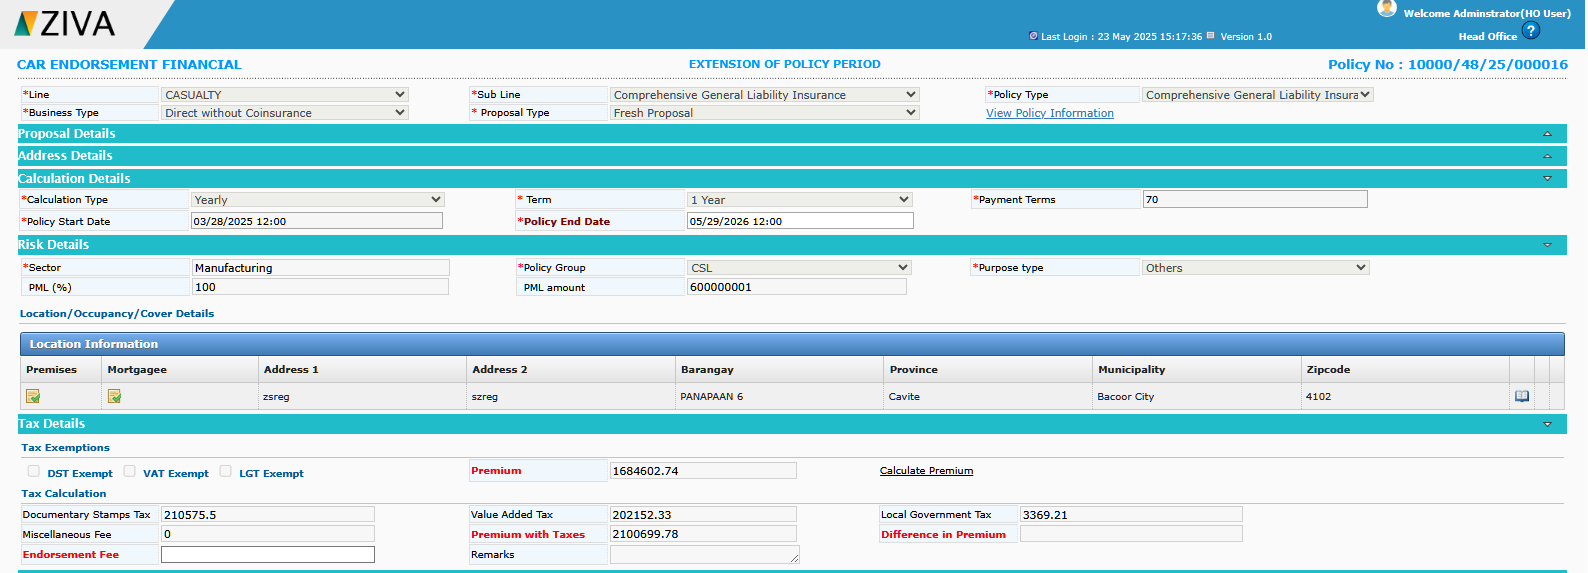 ZIVA
Welcome Adminstrator(HO User)
Last Login : 23 May 2025 15:17:36 Version 1.0
Head Office ?
CAR ENDORSEMENT FINANCIAL EXTENSION OF POLICY PERIOD Policy No : 10000/48/25/000016
*Line CASUALTY *Sub Line Comprehensive General Liability Insurance *Policy Type Comprehensive General Liability Insura
*Business Type Direct without Coinsurance * Proposal Type Fresh Proposal View Policy Information
Proposal Details
Address Details
Calculation Details
*Calculation Type Yearly * Term 1 Year *Payment Terms 70
*Policy Start Date 03/28/2025 12:00 *Policy End Date 05/29/2026 12:00
Risk Details
*Sector Manufacturing *Policy Group CSL *Purpose type Others
PML (%) 100 PML amount 600000001
Location/Occupancy/Cover Details
Location Information
Premises Mortgagee Address 1 Address 2 Barangay Province Municipality Zipcode
zsreg szreg PANAPAAN 6 Cavite Bacoor City 4102
Tax Details
Tax Exemptions
DST Exempt VAT Exempt LGT Exempt Premium 1684602.74 Calculate Premium
Tax Calculation
Documentary Stamps Tax 210575.5 Value Added Tax 202152.33 Local Government Tax 3369.21
Miscellaneous Fee 0 Premium with Taxes 2100699.78 Difference in Premium
Endorsement Fee Remarks